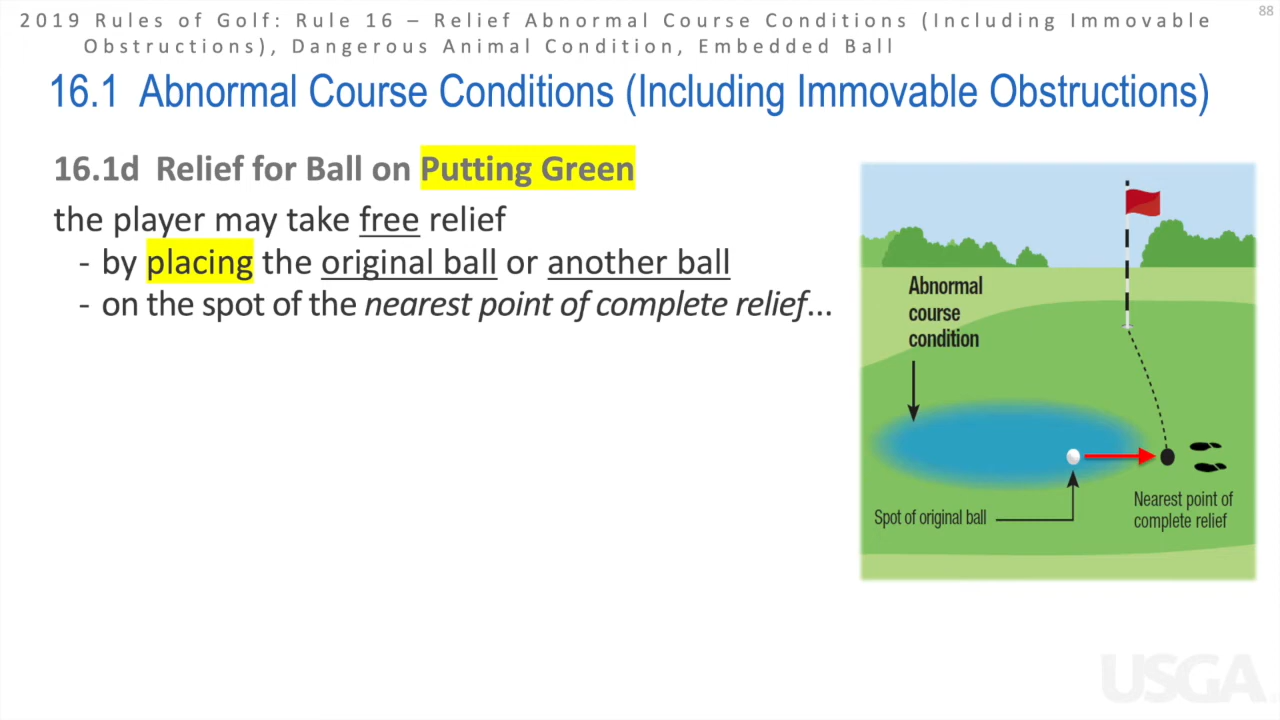 88
2019 Rules of Golf: Rule 16 – Relief Abnormal Course Conditions (Including Immovable
Obstructions), Dangerous Animal Condition, Embedded Ball
16.1 Abnormal Course Conditions (Including Immovable Obstructions)
16.1d Relief for Ball on Putting Green
the player may take free relief
- by placing the original ball or another ball
- on the spot of the nearest point of complete relief...
Abnormal
course
condition
Spot of original ball
Nearest point of
complete relief
USGA